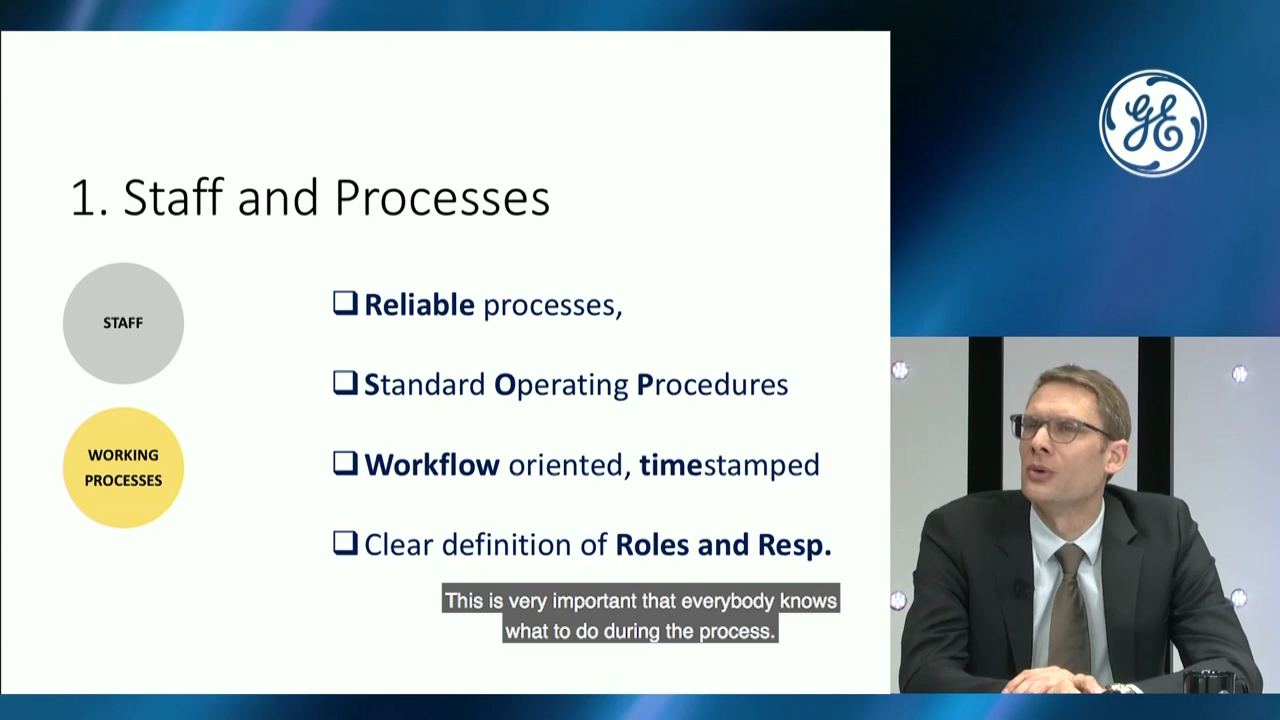 GE
1. Staff and Processes
STAFF
WORKING
PROCESSES
❑ Reliable processes,
❑ Standard Operating Procedures
❑ Workflow oriented, timestamped
❑ Clear definition of Roles and Resp.
This is very important that everybody knows
what to do during the process.